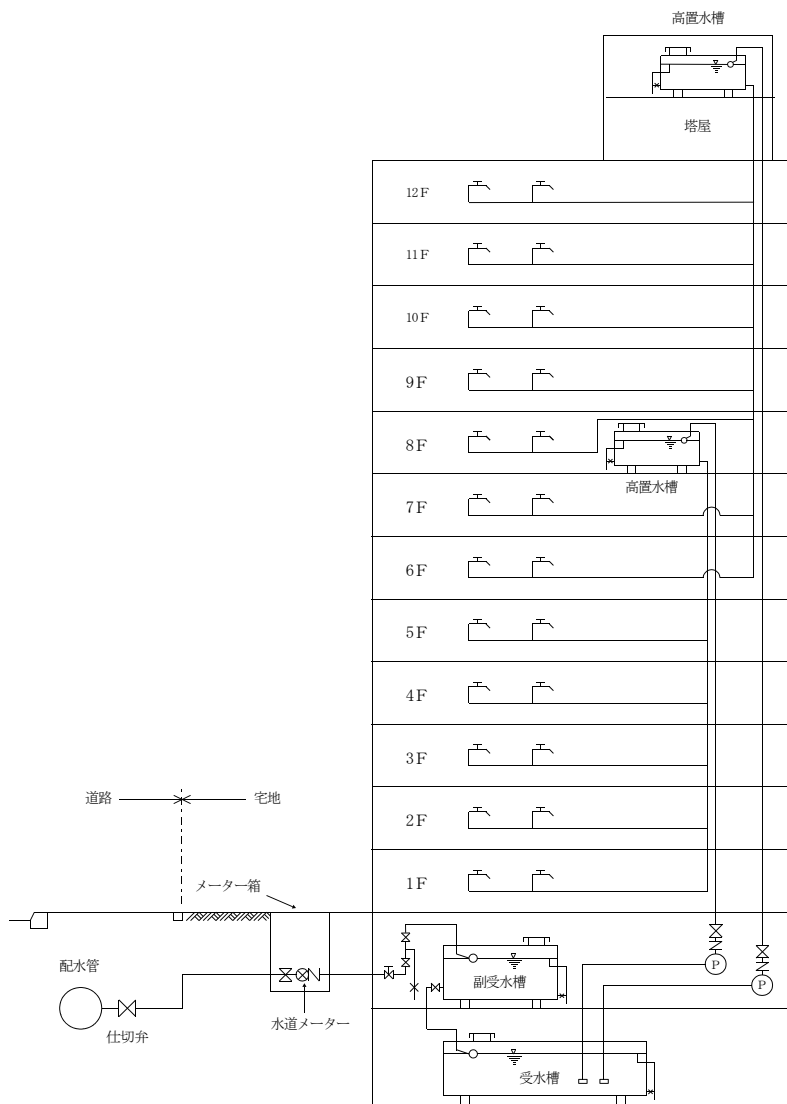 高置水槽
塔屋
12F
11F
10F
9F
8F
高置水槽
7F
6F
5F
4F
3F
2F
道路
宅地
1F
メーター箱
配水管
P
副受水槽
P
水道メーター
仕切弁
受水槽